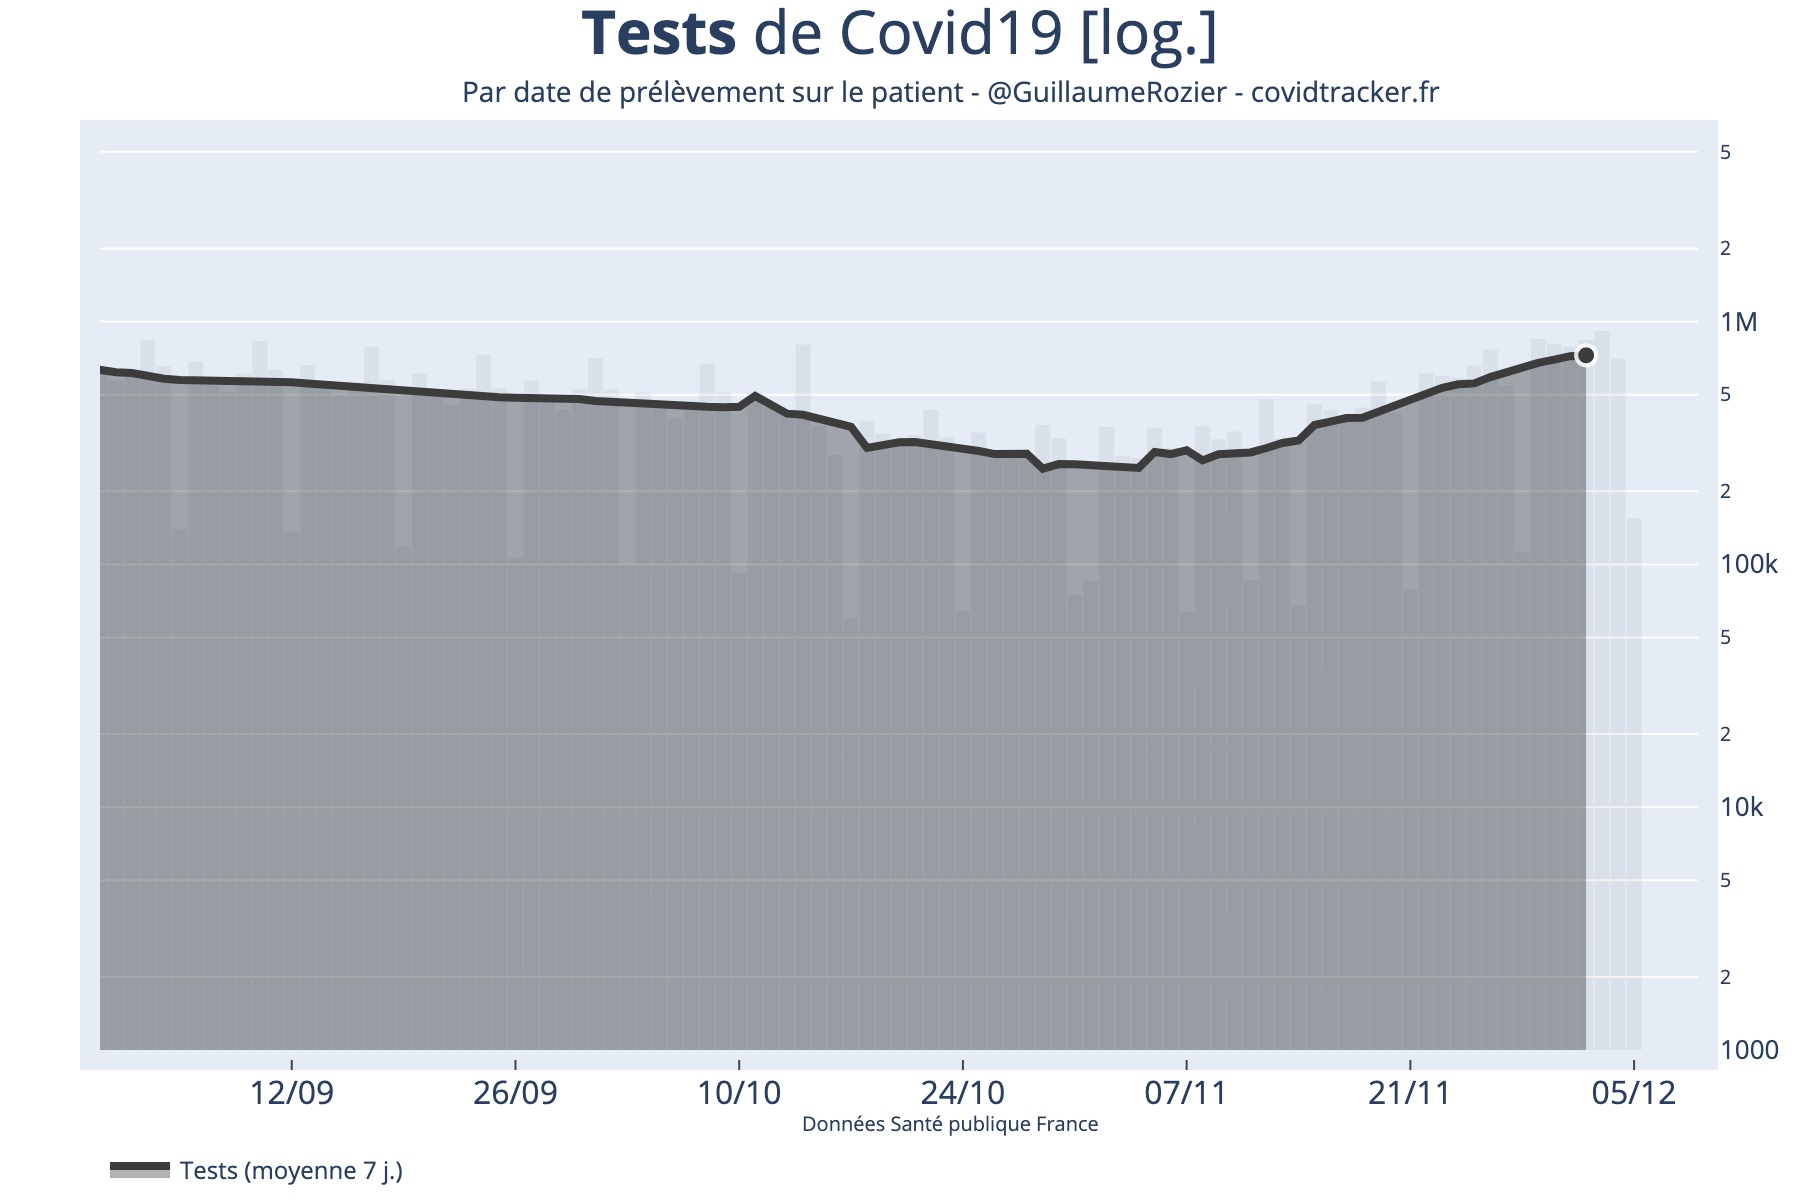 Tests de Covid19 [log.]
Par date de prélèvement sur le patient - @GuillaumeRozier - covidtracker.fr
5
2
1M
5
2
100k
5
2
10k
5
2
1000
12/09 26/09 10/10 24/10 07/11 21/11 05/12
Données Santé publique France
Tests (moyenne 7 j.)